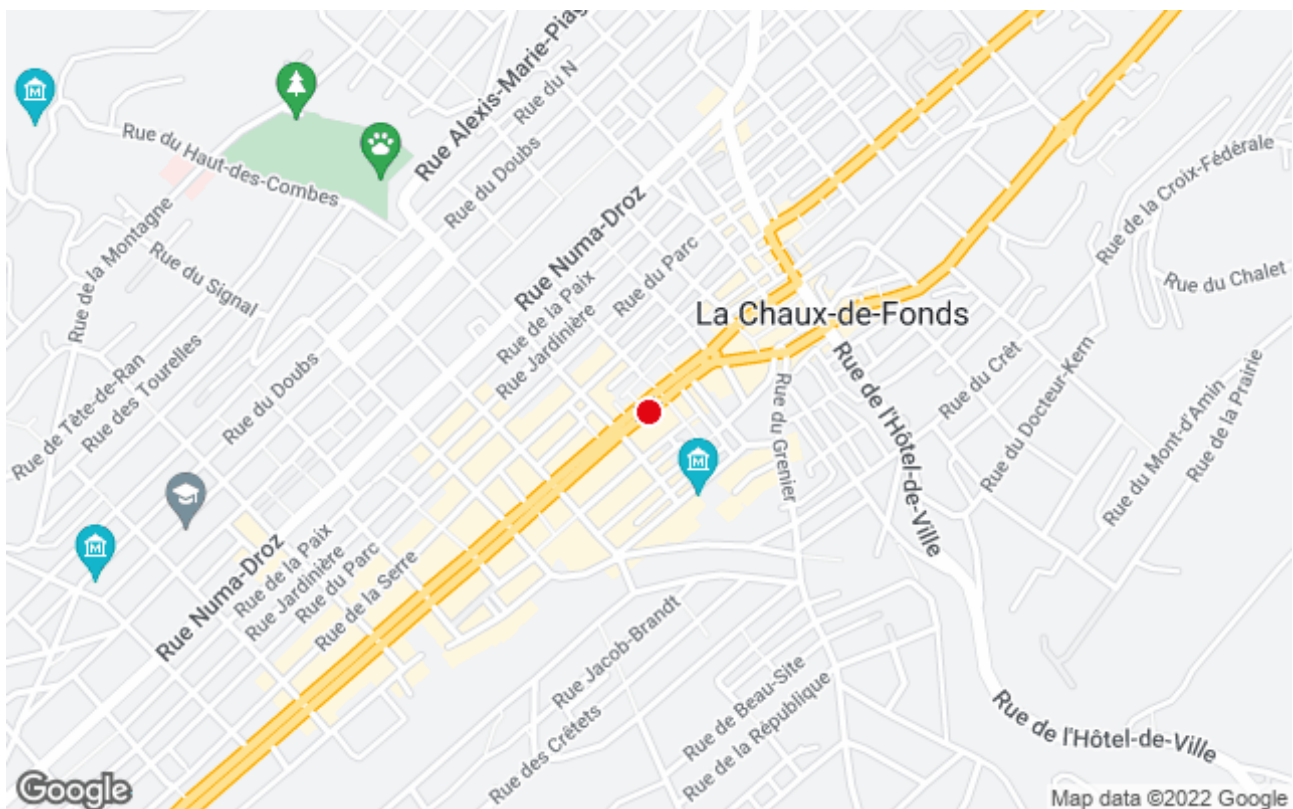 Rue Alexis-Marie-Piag
Rue du N
Rue du Doubs
Rue du Haut-des-Combes
Rue de la Croix-Fédérale
Rue de la Montagne
Rue Numa-Droz
Rue du Parc
Rue du Signal
Rue de la Paix
Rue Jardinière
Rue du Chalet
La Chaux-de-Fonds
Rue de l'Hôtel-de-Ville
Rue du Crêt
Rue du Docteur-Kern
Rue du Mont-d'Amin
Rue de la Prairie
Rue de Tête-de-Ran
Rue des Tourelles
Rue du Doubs
Rue du Grenier
M
M
M
Rue Numa-Droz
Rue de la Paix
Rue Jardinière
Rue du Parc
Rue de la Serre
Rue Jacob-Brandt
Rue des Crêtets
Rue de Beau-Site
Rue de la République
Rue de l'Hôtel-de-Ville
Google
Map data ©2022 Google